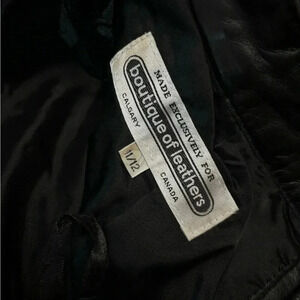 MADE EXCLUSIVELY FOR
boutique of leathers
CALGARY
CANADA
11/12